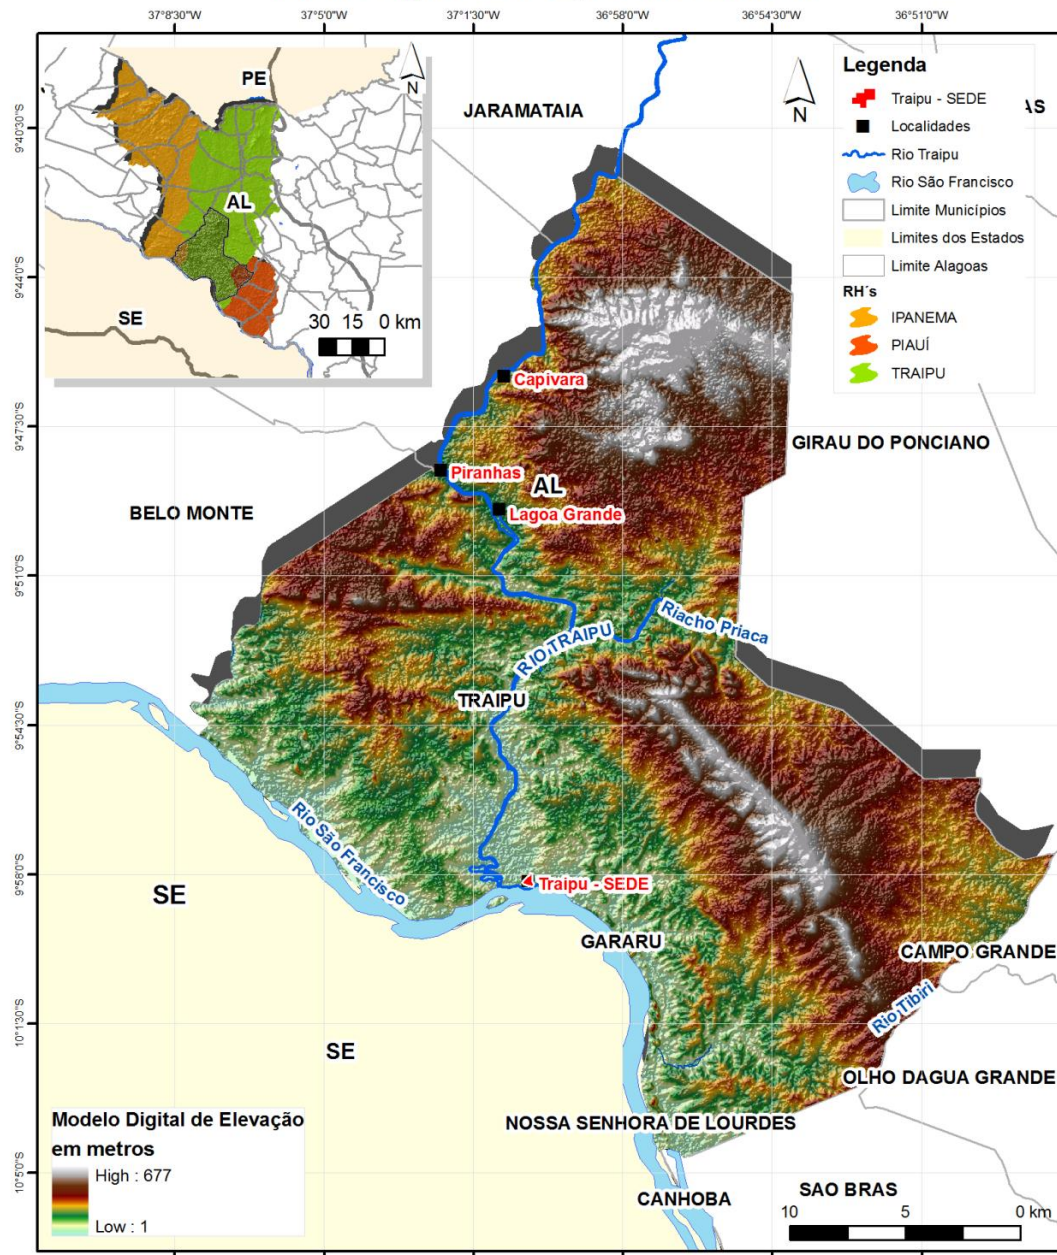 37°8'30"W
37°5'0"W
37°1'30"W
36°58'0"W
36°54'30"W
36°51'0"W
9°40'30"S
9°44'0"S
9°47'30"S
9°51'0"S
9°54'30"S
9°58'0"S
10°1'30"S
10°5'0"S
PE
N
AL
SE
30 15 0 km
JARAMATAIA
N
Legenda
Traipu - SEDE
AS
Localidades
Rio Traipu
Rio São Francisco
Limite Municípios
Limites dos Estados
Limite Alagoas
RH´s
IPANEMA
PIAUÍ
TRAIPU
Capivara
GIRAU DO PONCIANO
Piranhas
AL
BELO MONTE
Lagoa Grande
Riacho Priaca
RIO TRAIPU
TRAIPU
Rio São Francisco
Traipu - SEDE
SE
GARARU
CAMPO GRANDE
Rio Tibiri
SE
OLHO DAGUA GRANDE
NOSSA SENHORA DE LOURDES
Modelo Digital de Elevação
em metros
High : 677
Low : 1
CANHOBA
SAO BRAS
10 5 0 km